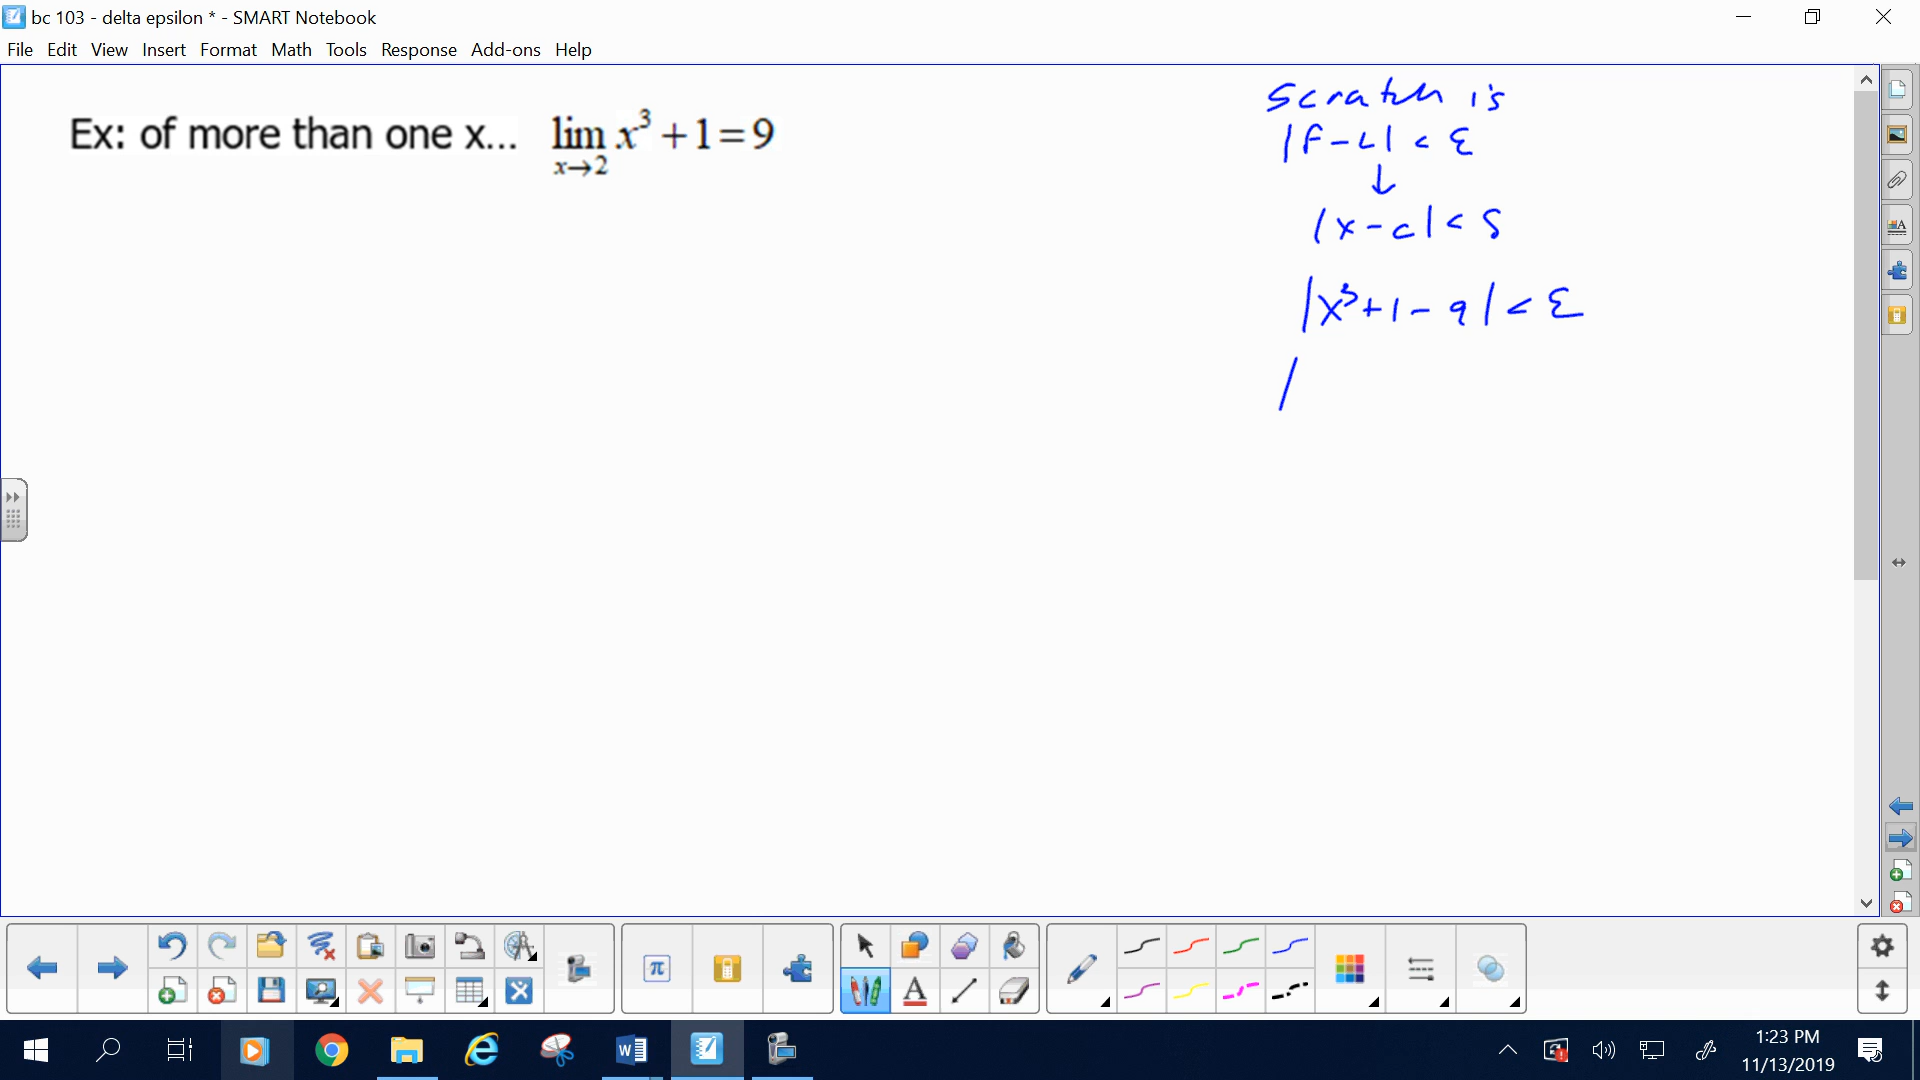 bc 103 - delta epsilon * - SMART Notebook
File Edit View Insert Format Math Tools Response Add-ons Help
Ex: of more than one x... lim x³ + 1 = 9
x→2
Scratch is
|f - L| < ε
↓
|x - c| < δ
|x³ + 1 - 9| < ε
|
1:23 PM
11/13/2019